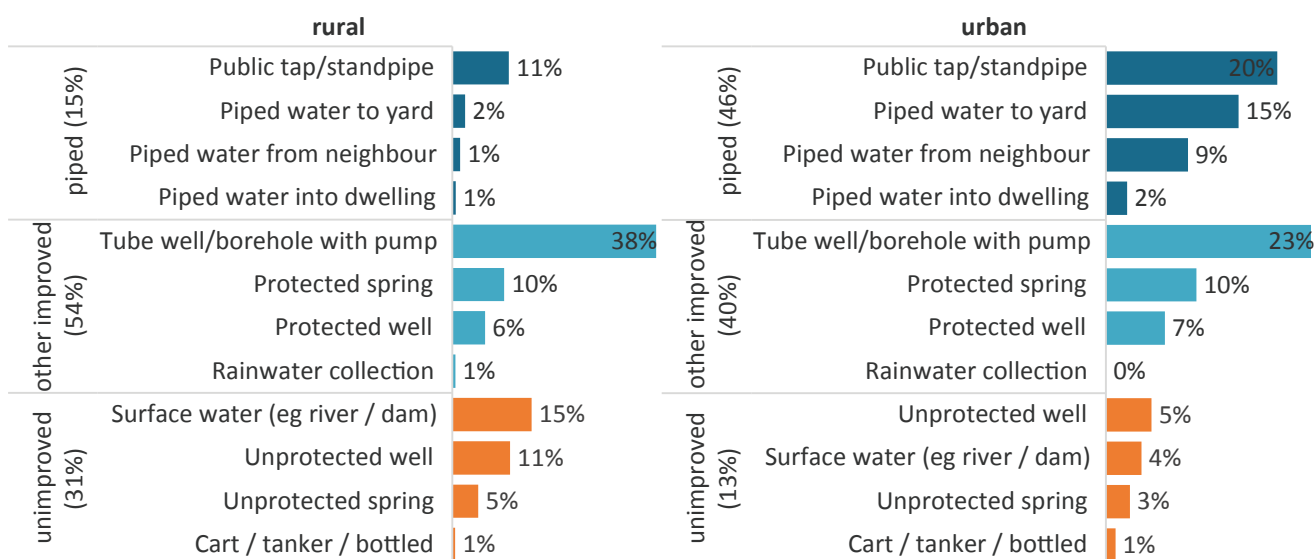 rural
piped (15%)
Public tap/standpipe 11%
Piped water to yard 2%
Piped water from neighbour 1%
Piped water into dwelling 1%
other improved
(54%)
Tube well/borehole with pump 38%
Protected spring 10%
Protected well 6%
Rainwater collection 1%
unimproved
(31%)
Surface water (eg river / dam) 15%
Unprotected well 11%
Unprotected spring 5%
Cart / tanker / bottled 1%
urban
piped (46%)
Public tap/standpipe 20%
Piped water to yard 15%
Piped water from neighbour 9%
Piped water into dwelling 2%
other improved
(40%)
Tube well/borehole with pump 23%
Protected spring 10%
Protected well 7%
Rainwater collection 0%
unimproved
(13%)
Unprotected well 5%
Surface water (eg river / dam) 4%
Unprotected spring 3%
Cart / tanker / bottled 1%